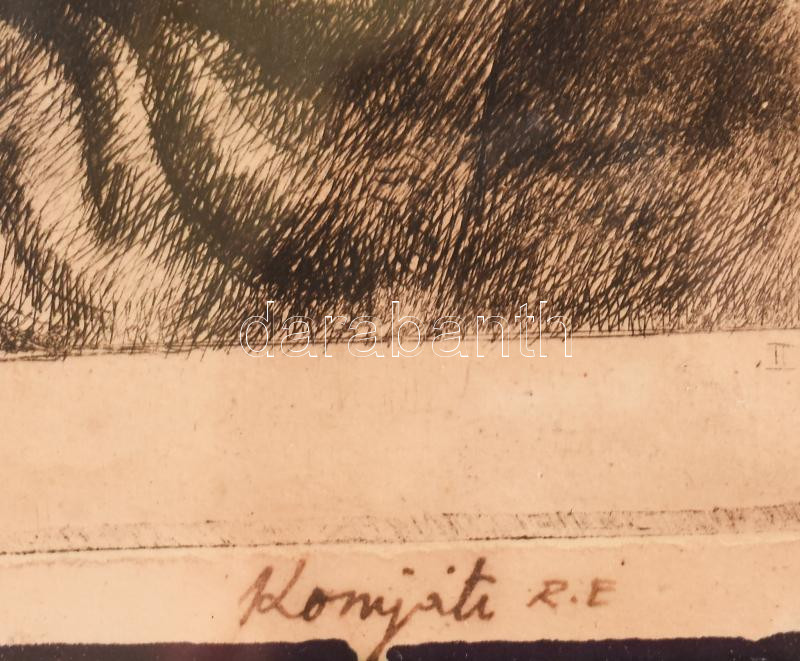 darabanth
I
Komjáti R.E